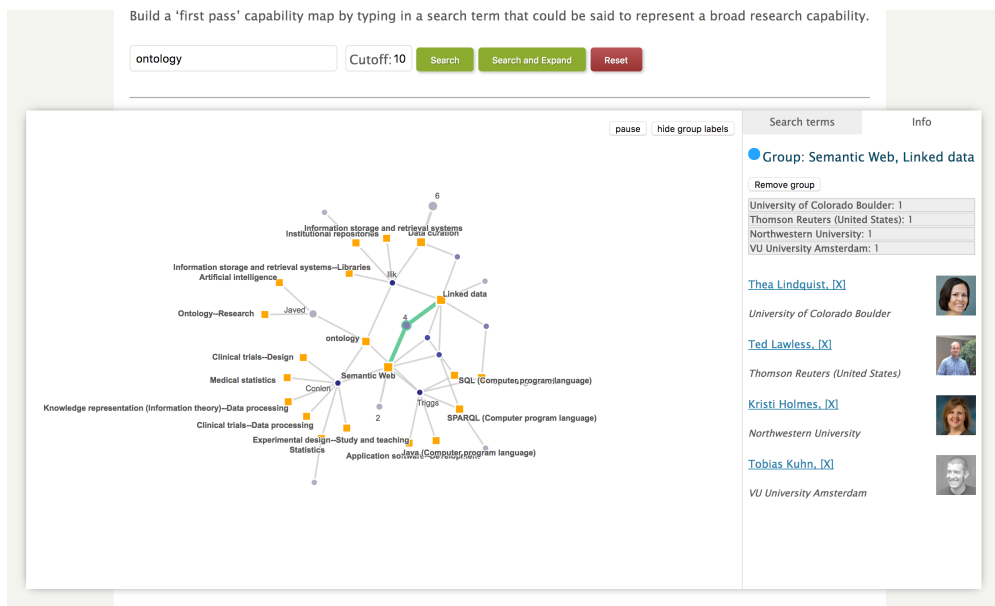 Build a ‘first pass’ capability map by typing in a search term that could be said to represent a broad research capability.
ontology
Cutoff: 10
Search
Search and Expand
Reset
pause
hide group labels
Search terms
Info
Group: Semantic Web, Linked data
Remove group
University of Colorado Boulder: 1
Thomson Reuters (United States): 1
Northwestern University: 1
VU University Amsterdam: 1
Thea Lindquist, [X]
University of Colorado Boulder
Ted Lawless, [X]
Thomson Reuters (United States)
Kristi Holmes, [X]
Northwestern University
Tobias Kuhn, [X]
VU University Amsterdam
6
Information storage and retrieval systems
Institutional repositories
Data curation
Information storage and retrieval systems--Libraries
Artificial intelligence
Ilik
Linked data
Ontology--Research
Javed
4
ontology
Clinical trials--Design
Semantic Web
Medical statistics
SQL (Computer program language)
Conlon
Knowledge representation (Information theory)--Data processing
Triggs
2
SPARQL (Computer program language)
Clinical trials--Data processing
Experimental design--Study and teaching
Statistics
Java (Computer program language)
Application software--Development